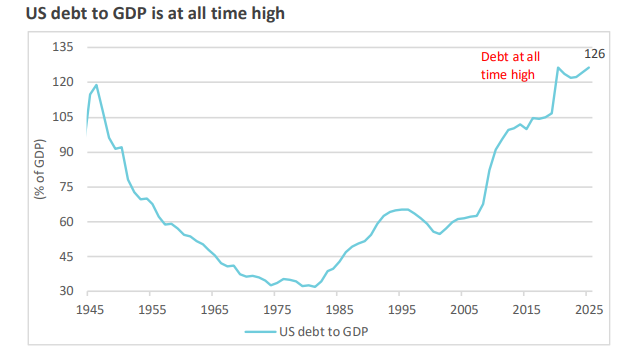 US debt to GDP is at all time high
135
120
105
90
75
60
45
30
(% of GDP)
Debt at all
time high
126
1945 1955 1965 1975 1985 1995 2005 2015 2025
US debt to GDP